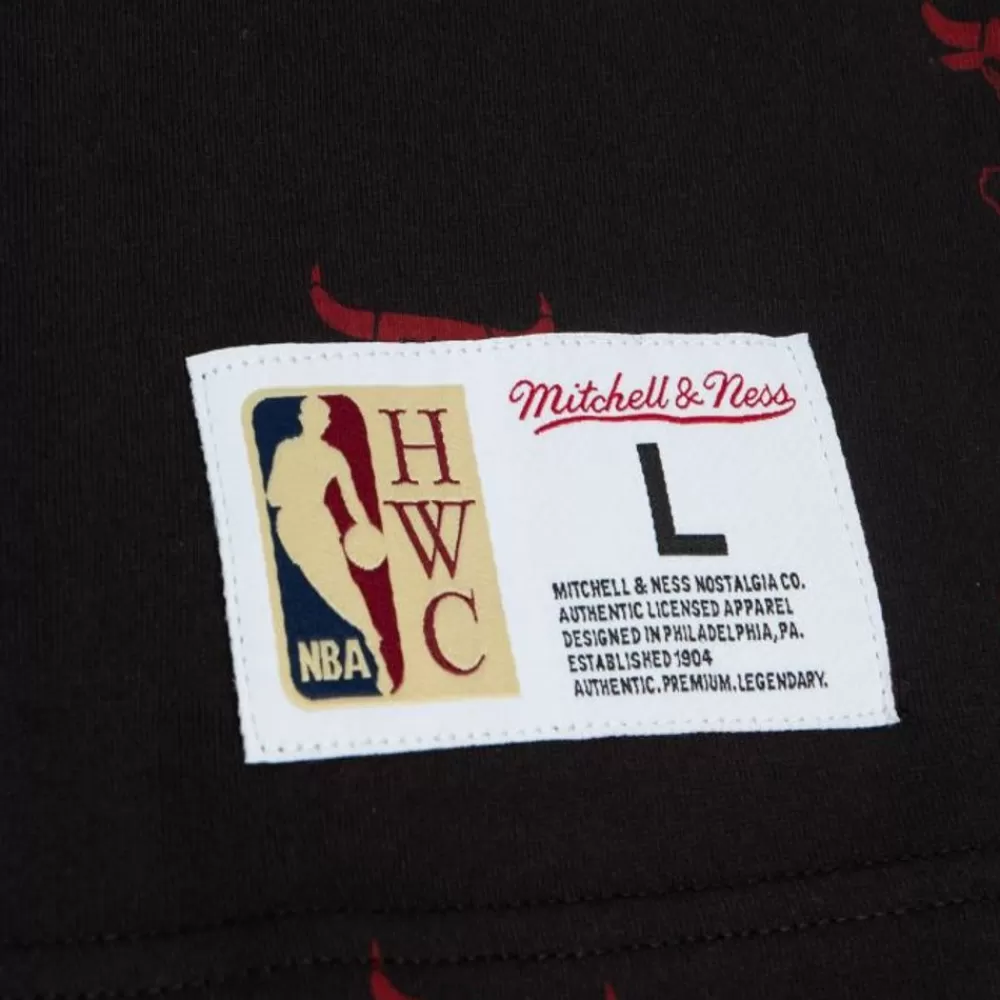 NBA
H
W
C
Mitchell & Ness
L
MITCHELL & NESS NOSTALGIA CO.
AUTHENTIC LICENSED APPAREL
DESIGNED IN PHILADELPHIA, PA.
ESTABLISHED 1904
AUTHENTIC. PREMIUM. LEGENDARY.